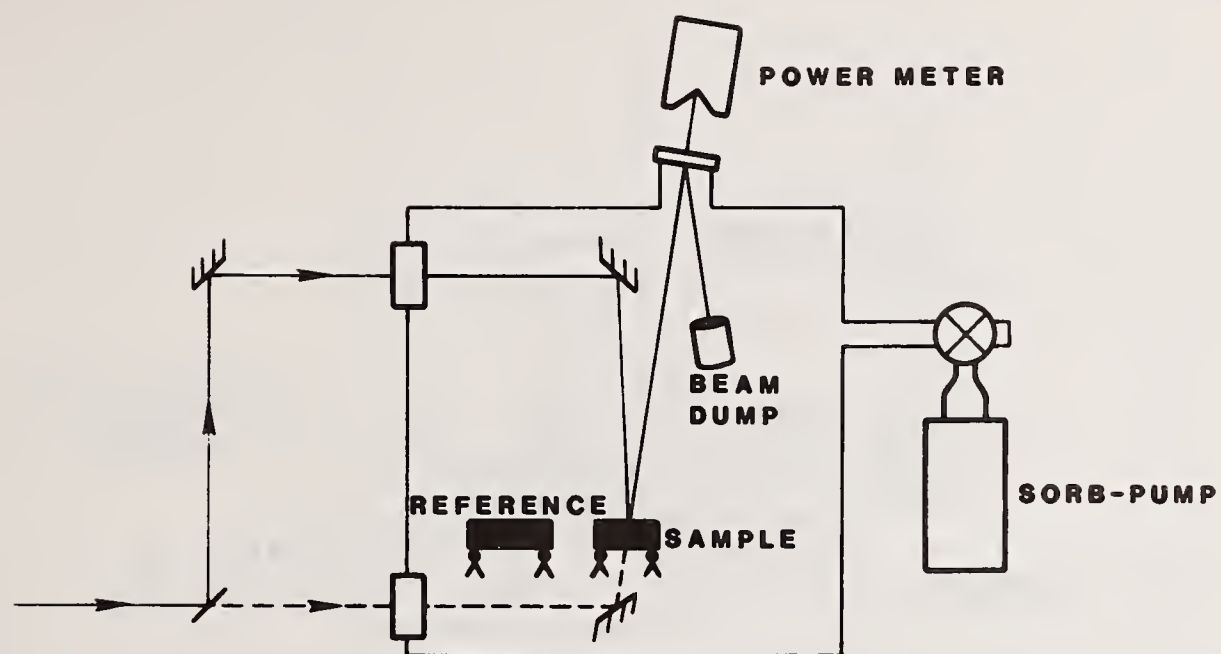 POWER METER
BEAM
DUMP
REFERENCE
SAMPLE
SORB-PUMP